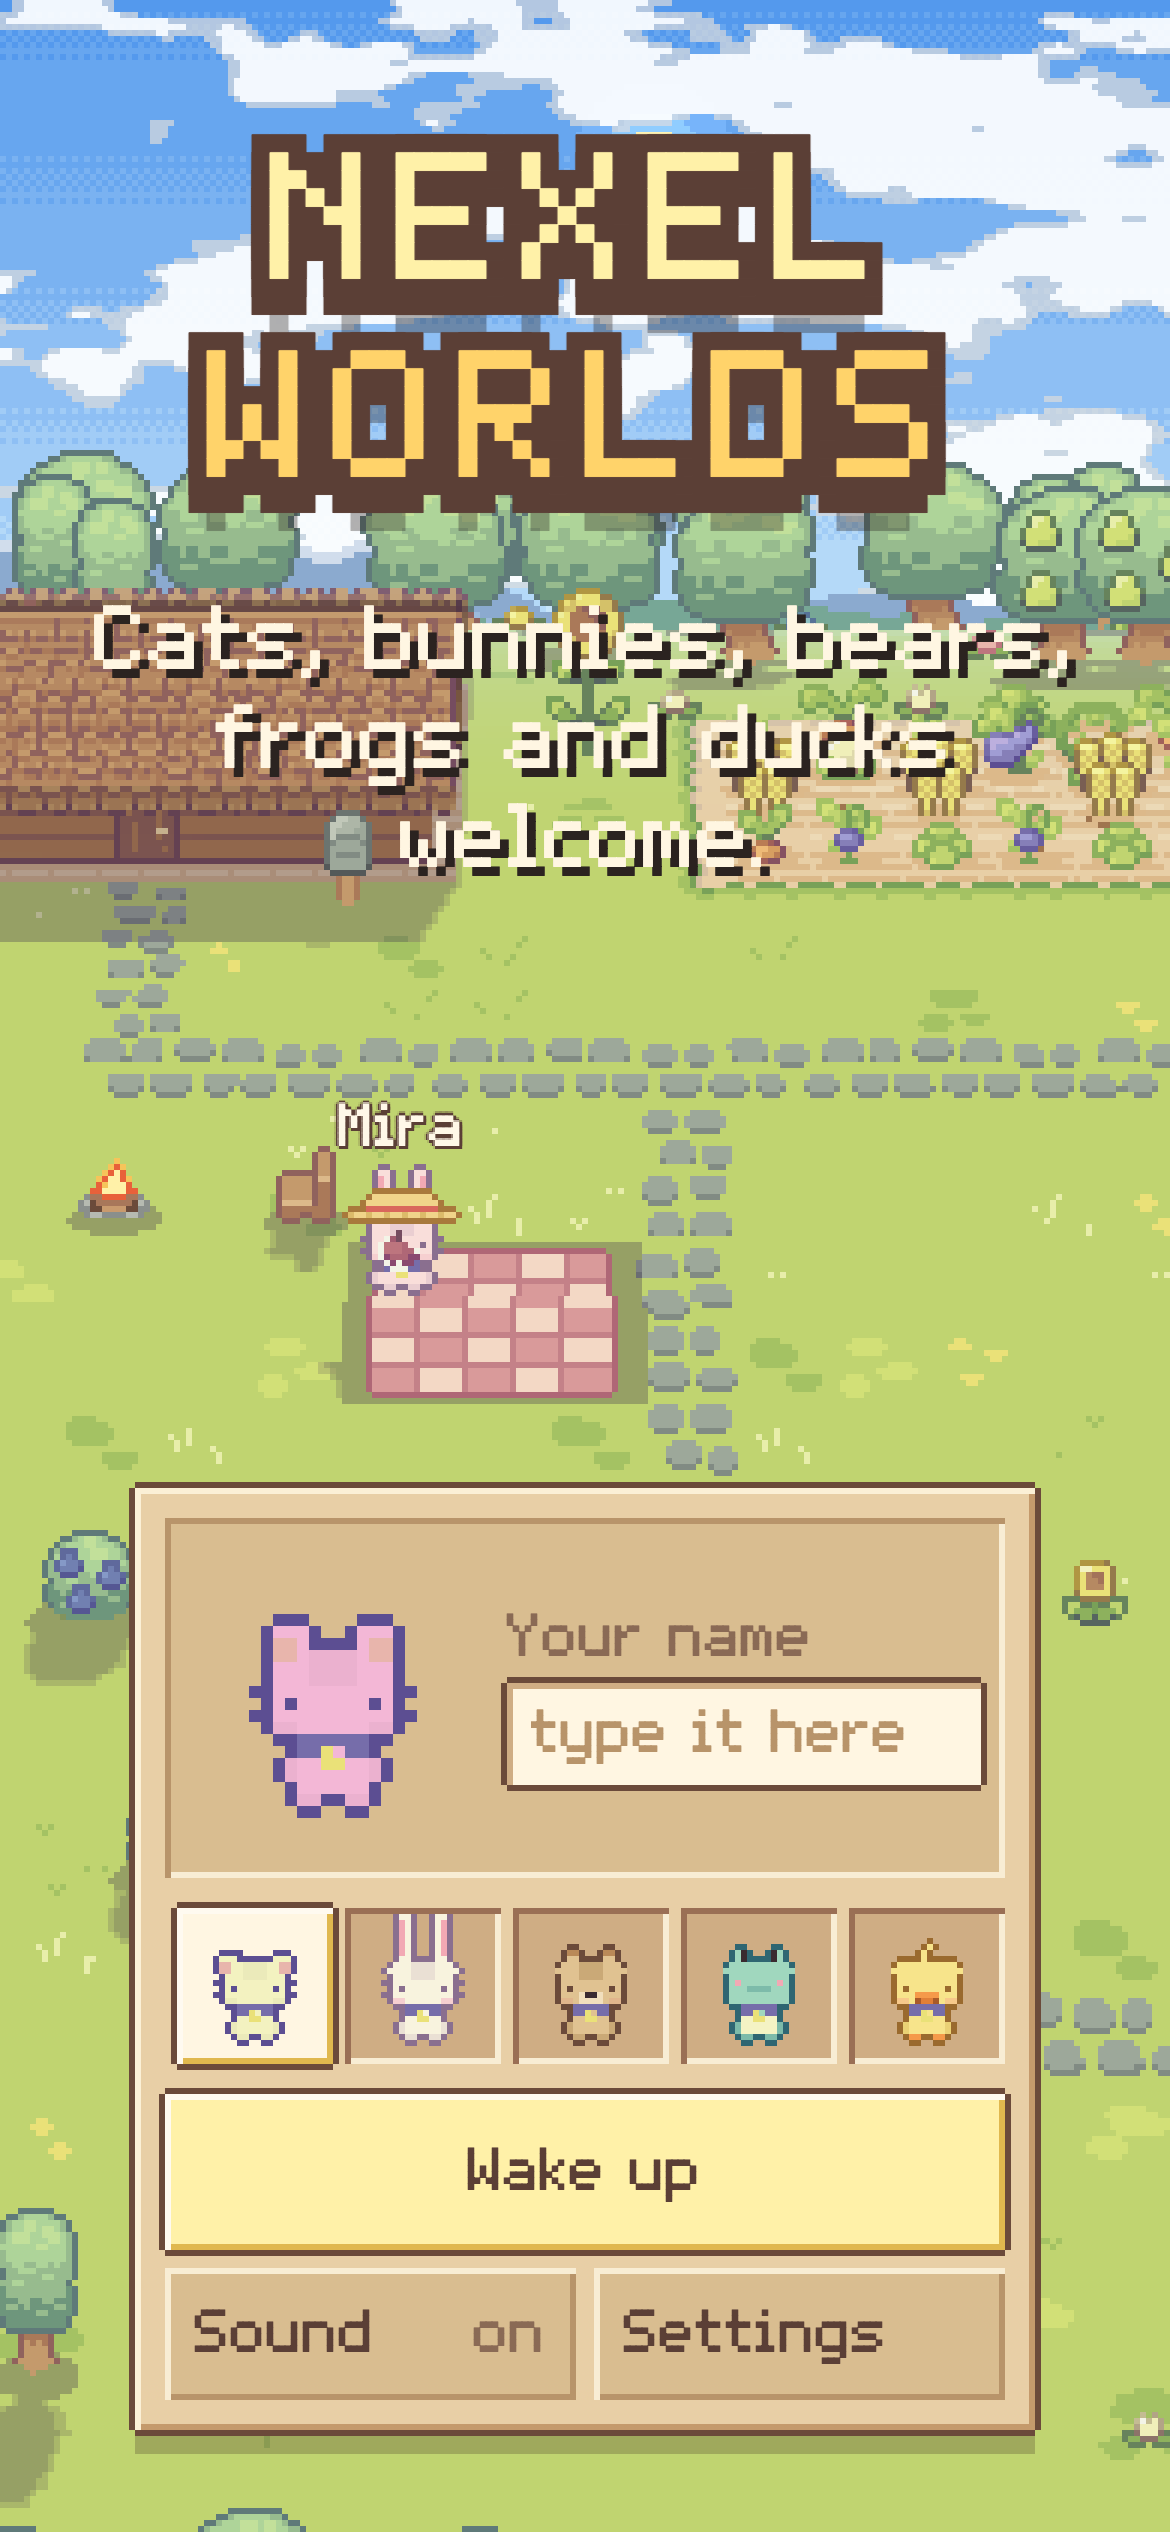 NEXEL
WORLDS
Cats, bunnies, bears,
frogs and ducks
welcome.
Mira
Your name
type it here
Wake up
Sound on
Settings